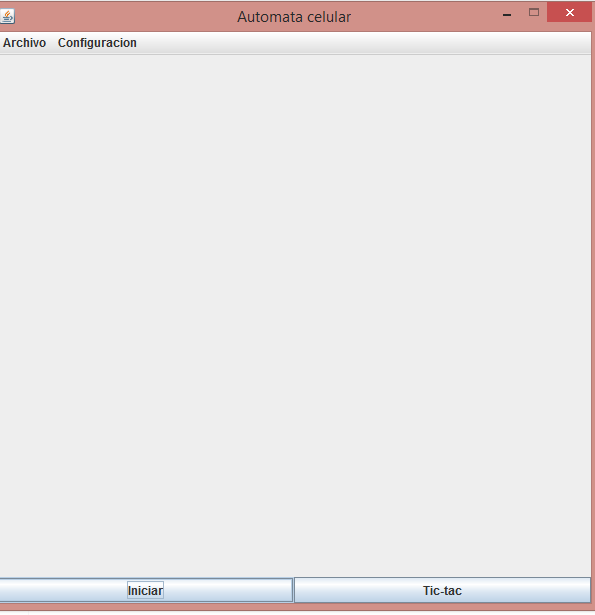 Automata celular
Archivo Configuracion
Iniciar Tic-tac